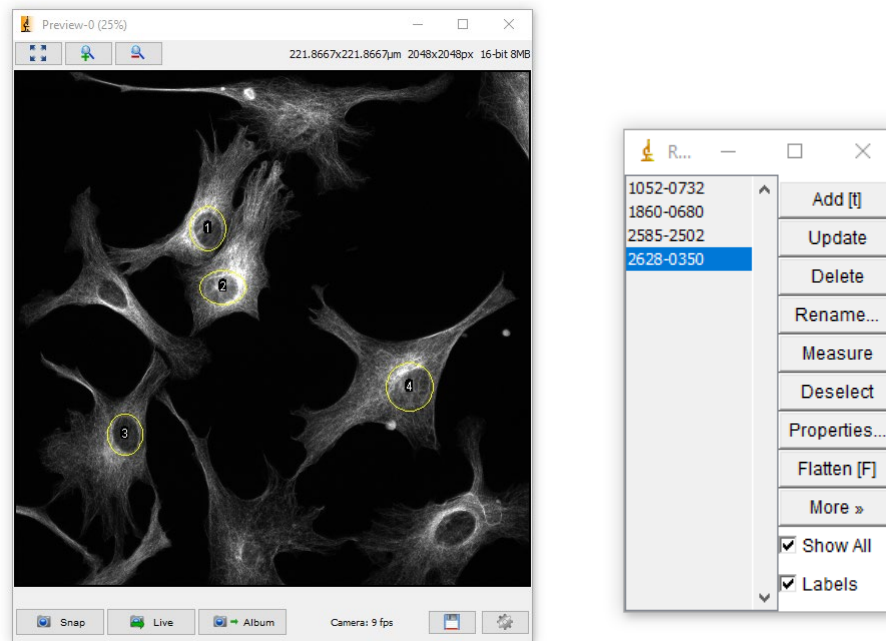 Preview-0 (25%)
221.8667x221.8667µm 2048x2048px 16-bit 8MB
1
2
3
4
Snap
Live
Album
Camera: 9 fps
R...
1052-0732
1860-0680
2585-2502
2628-0350
Add [t]
Update
Delete
Rename...
Measure
Deselect
Properties...
Flatten [F]
More »
Show All
Labels